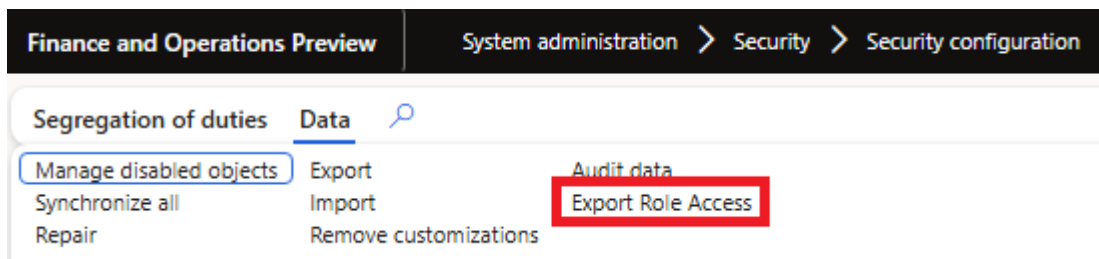 Finance and Operations Preview System administration > Security > Security configuration
Segregation of duties Data
Manage disabled objects Export Audit data
Synchronize all Import Export Role Access
Repair Remove customizations